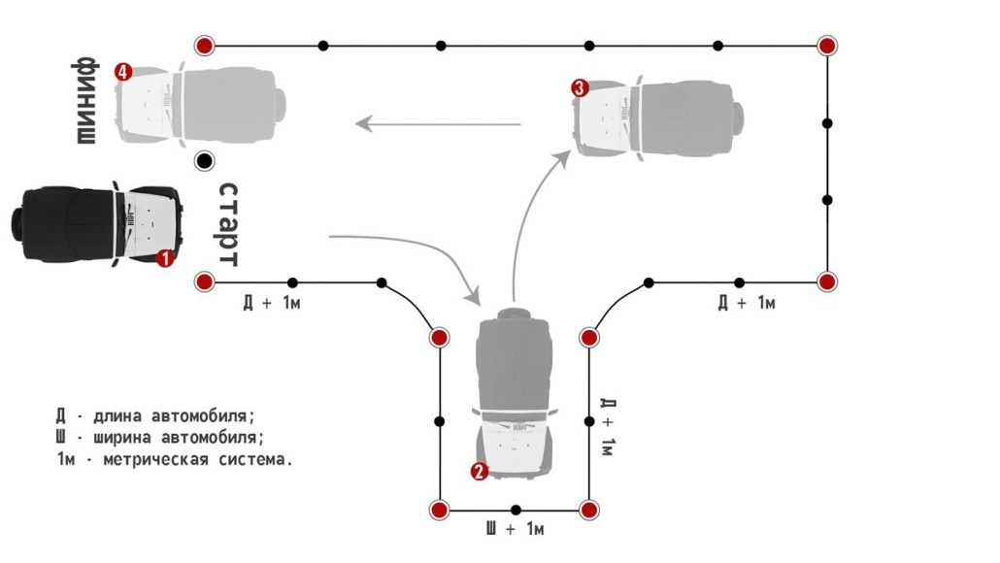 финиш
4
3
старт
1
Д + 1м
Д + 1м
Д + 1м
2
Д - длина автомобиля;
Ш - ширина автомобиля;
1м - метрическая система.
Ш + 1м